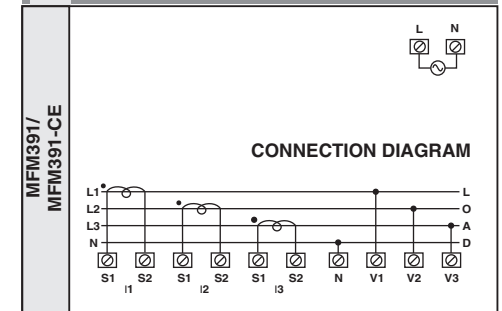 MFM391/
MFM391-CE
L N
CONNECTION DIAGRAM
L1 L
L2 O
L3 A
N D
S1 S2 S1 S2 S1 S2 N V1 V2 V3
I1 I2 I3